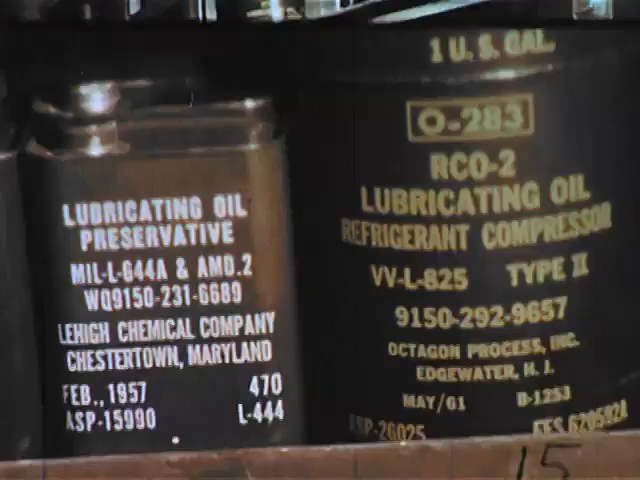 LUBRICATING OIL
PRESERVATIVE
MIL-L-644A & AMD.2
WQ9150-231-6689
LEHIGH CHEMICAL COMPANY
CHESTERTOWN, MARYLAND
FEB., 1957 470
ASP-15990 L-444
1 U. S. GAL.
O-283
RCO-2
LUBRICATING OIL
REFRIGERANT COMPRESSOR
VV-L-825 TYPE II
9150-292-9657
OCTAGON PROCESS, INC.
EDGEWATER, N. J.
MAY/61 B-1253
ASP-26025
15